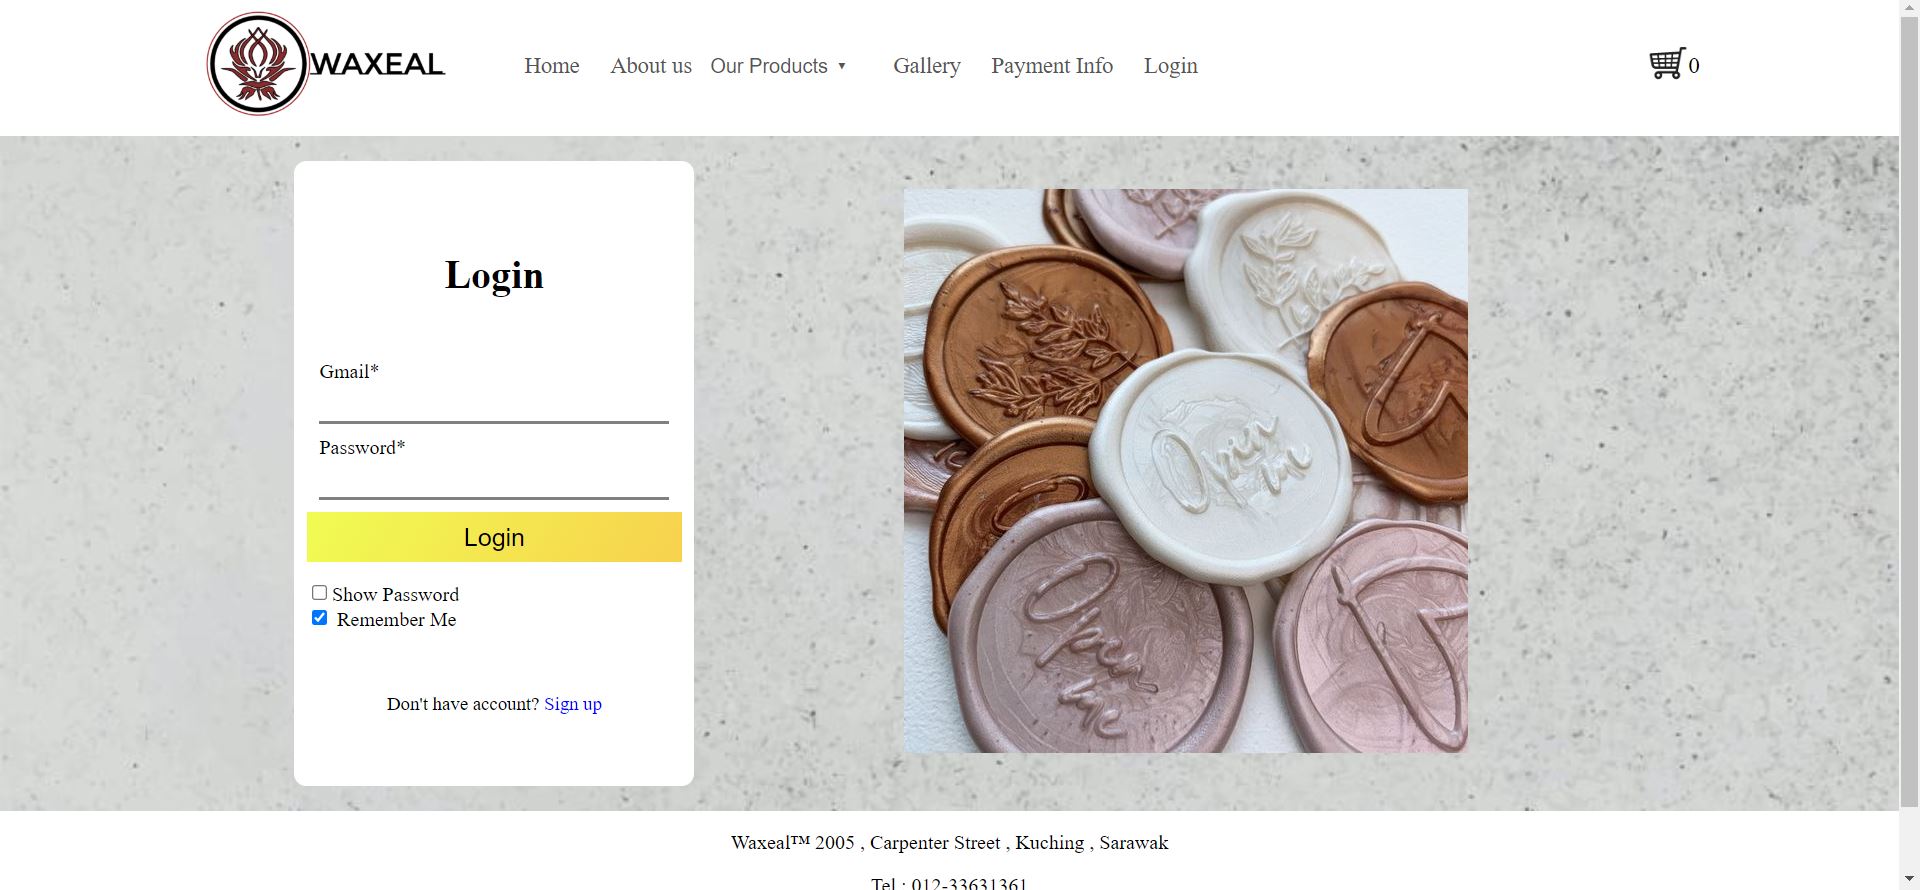 WAXEAL
Home About us Our Products ▼ Gallery Payment Info Login 0
Login
Gmail*
Password*
Login
Show Password
Remember Me
Don't have account? Sign up
Open
me
Open
me
Waxeal™ 2005 , Carpenter Street , Kuching , Sarawak
Tel : 012-33631361